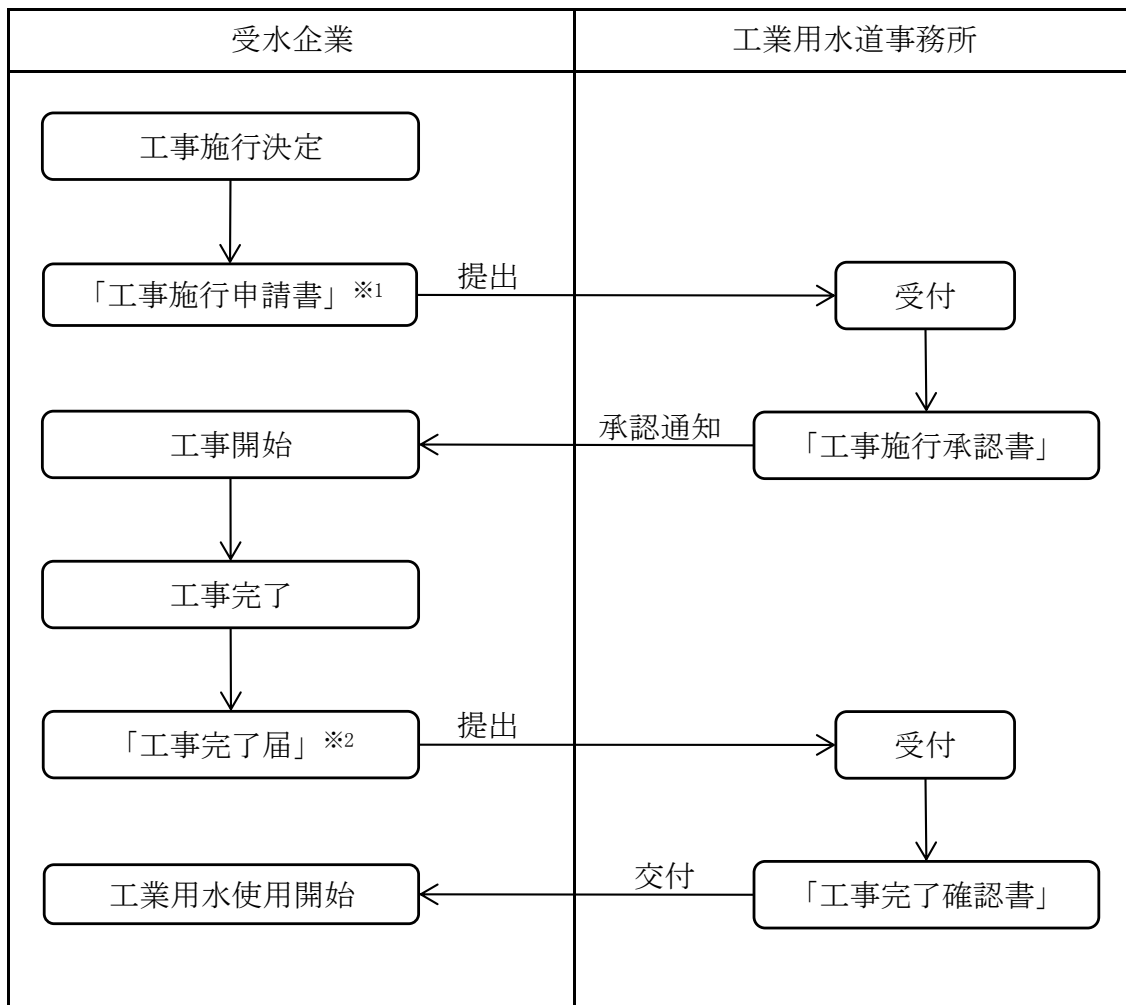 受水企業
工業用水道事務所
工事施行決定
「工事施行申請書」※1
提出
受付
工事開始
承認通知
「工事施行承認書」
工事完了
「工事完了届」※2
提出
受付
工業用水使用開始
交付
「工事完了確認書」